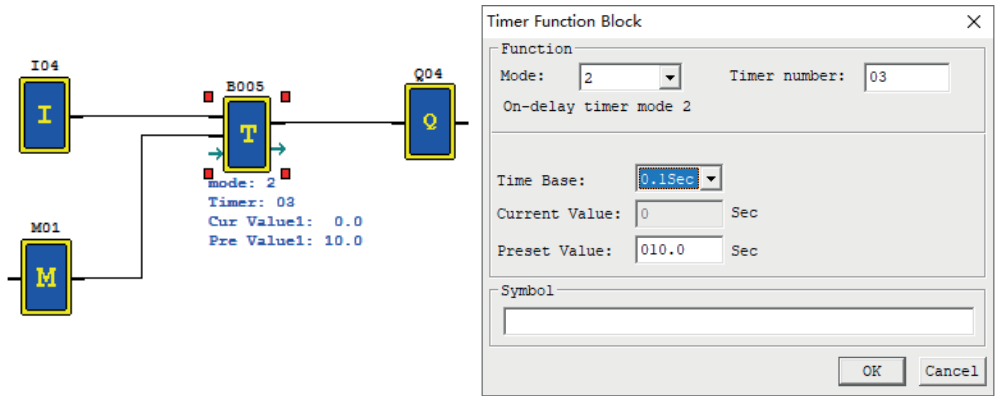 I04
I
B005
T
Q04
Q
mode: 2
Timer: 03
Cur Value1: 0.0
Pre Value1: 10.0
M01
M
Timer Function Block
Function
Mode: 2 Timer number: 03
On-delay timer mode 2
Time Base: 0.1Sec
Current Value: 0 Sec
Preset Value: 010.0 Sec
Symbol
OK Cancel